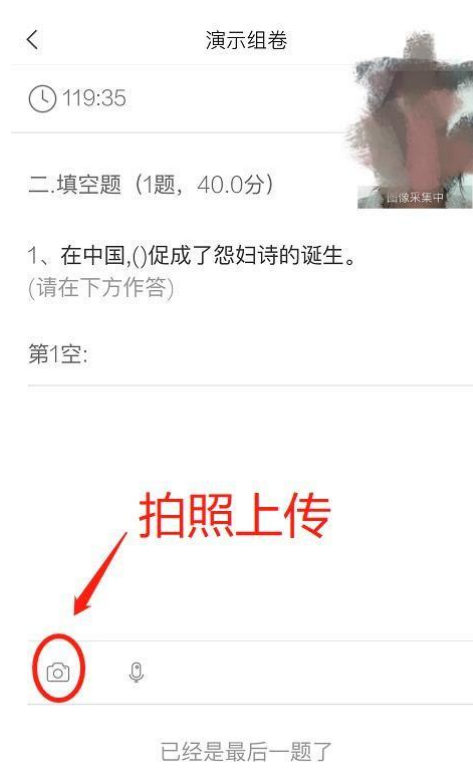 演示组卷
119:35
图像采集中
二.填空题（1题，40.0分）
1、在中国,()促成了怨妇诗的诞生。
(请在下方作答)
第1空:
拍照上传
已经是最后一题了